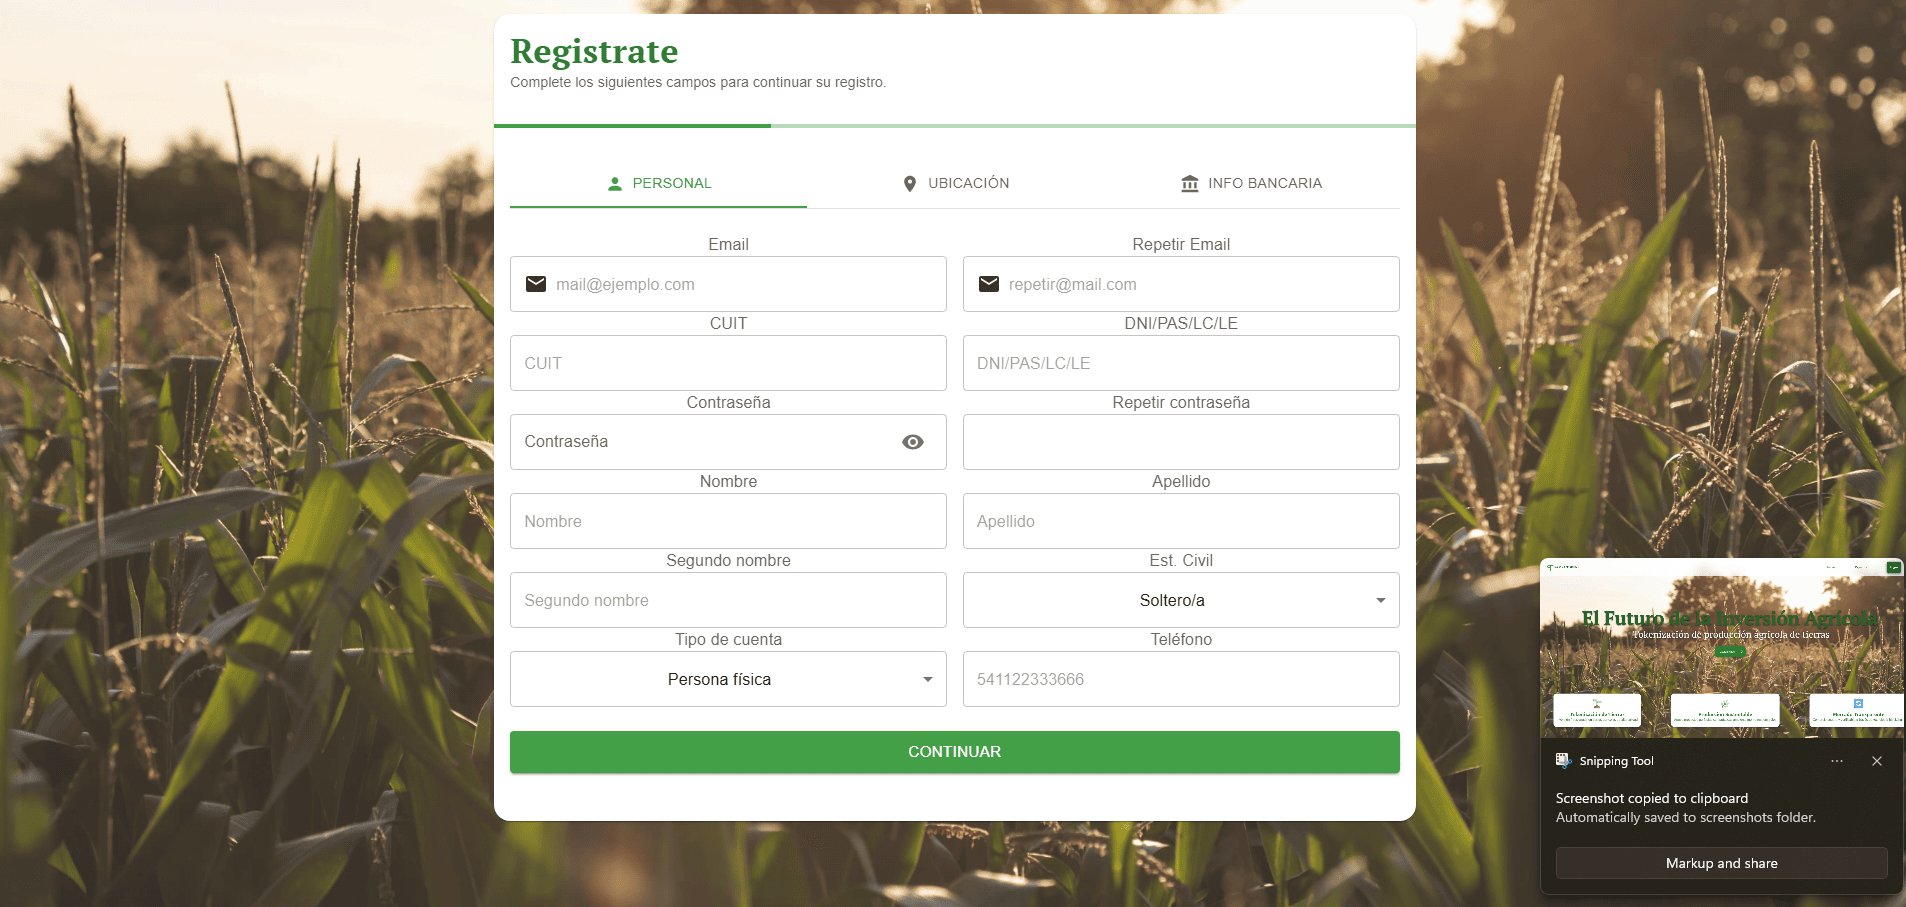 Registrate
Complete los siguientes campos para continuar su registro.
PERSONAL
UBICACIÓN
INFO BANCARIA
Email
Repetir Email
mail@ejemplo.com
repetir@mail.com
CUIT
DNI/PAS/LC/LE
CUIT
DNI/PAS/LC/LE
Contraseña
Repetir contraseña
Contraseña
Nombre
Apellido
Nombre
Apellido
Segundo nombre
Est. Civil
Segundo nombre
Soltero/a
Tipo de cuenta
Teléfono
Persona física
541122333666
CONTINUAR
El Futuro de la Inversión Agrícola
Tokenización de producción agrícola de tierras
Tokenización de Tierras
Snipping Tool
Screenshot copied to clipboard
Automatically saved to screenshots folder.
Markup and share